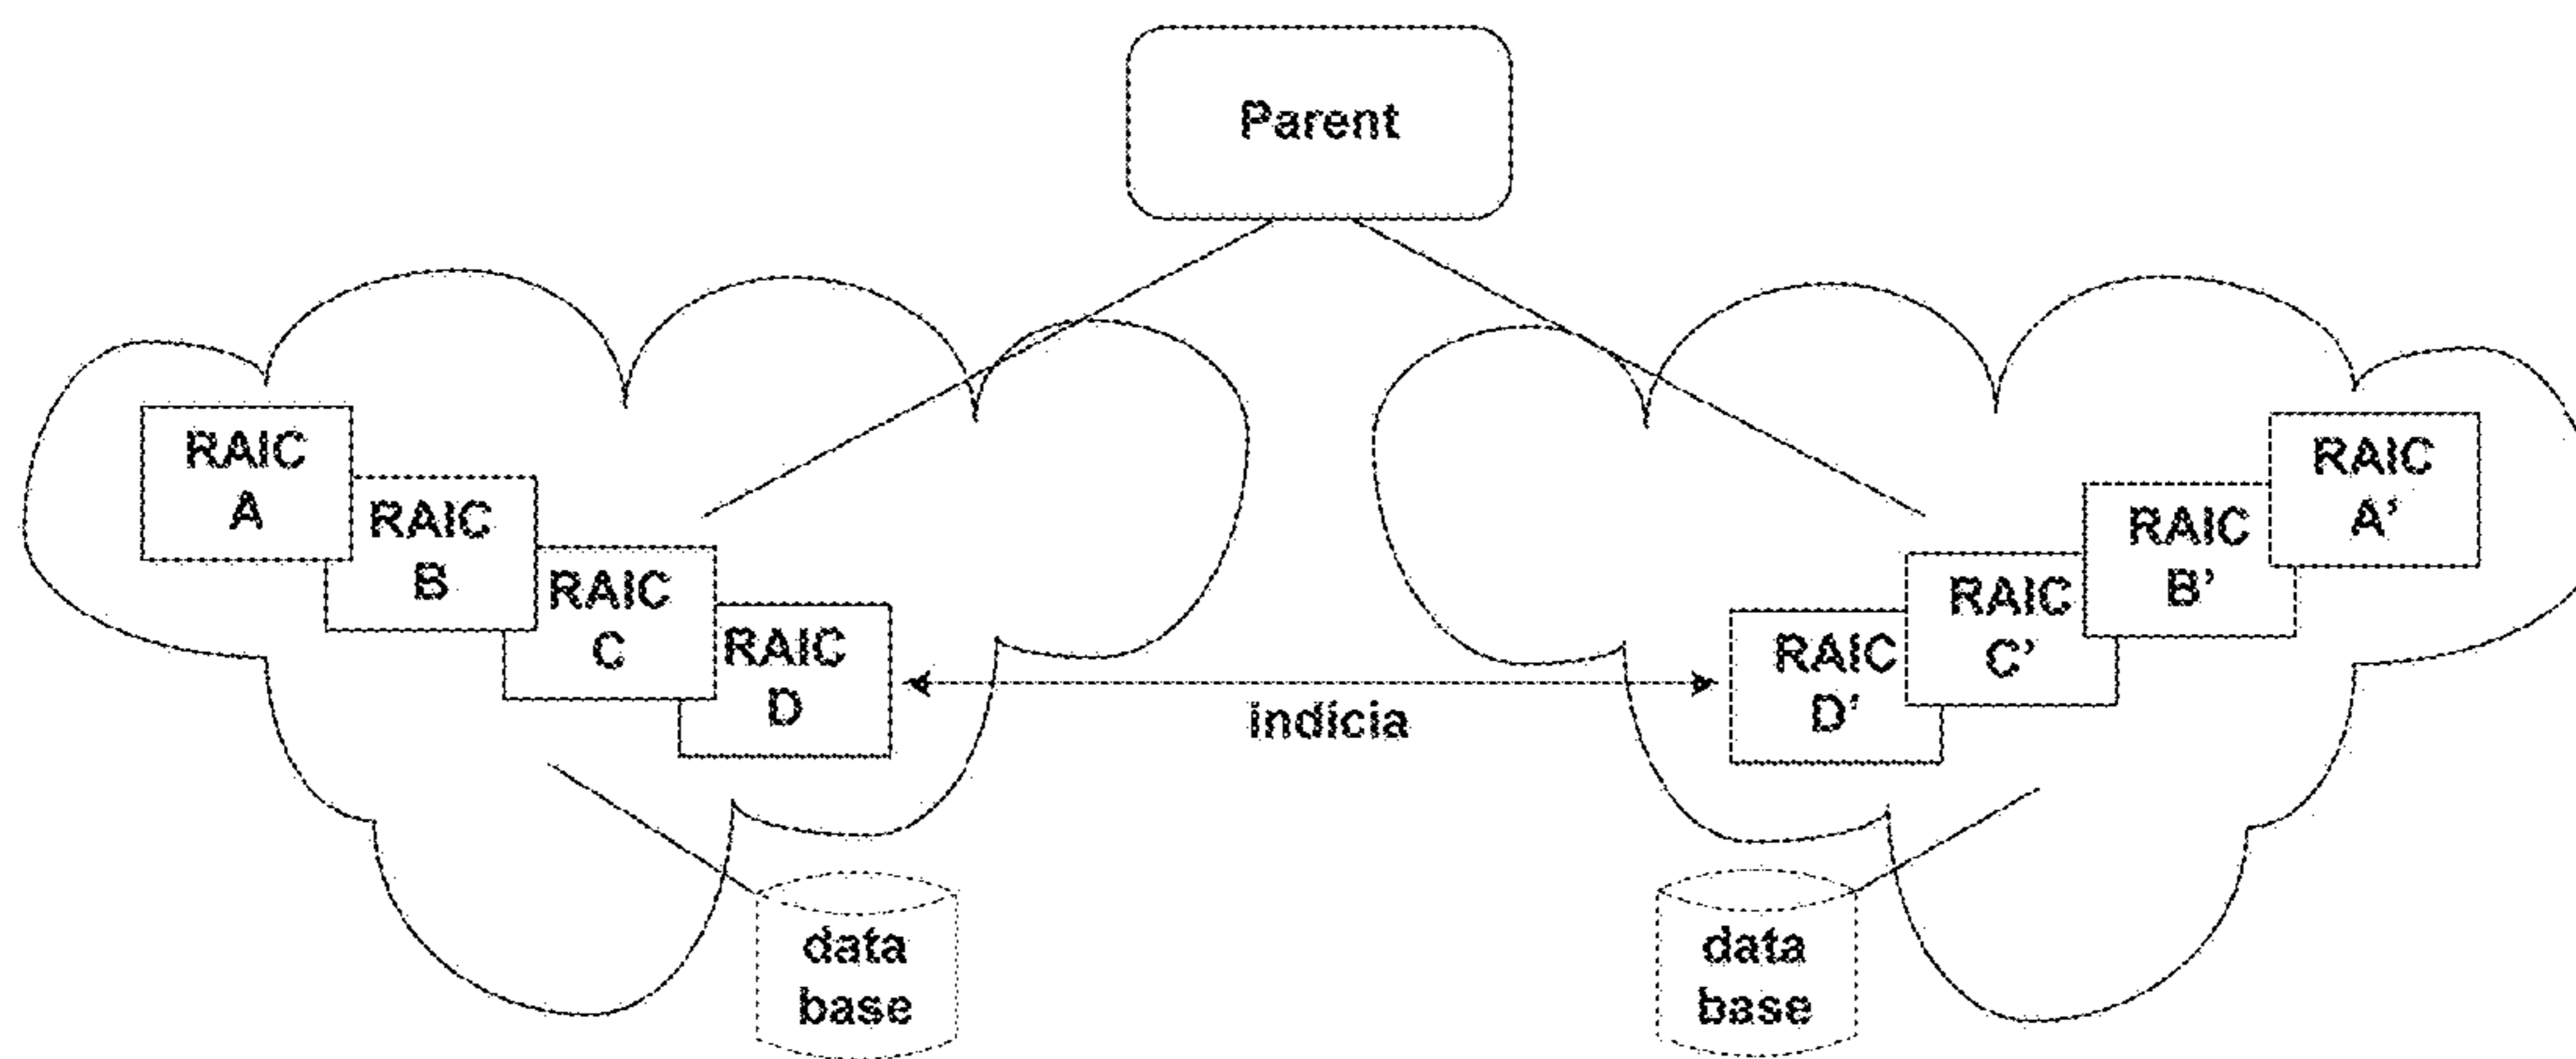 Parent
RAIC
A
RAIC
B
RAIC
C
RAIC
D
indicia
RAIC
A’
RAIC
B’
RAIC
C’
RAIC
D’
data
base
data
base